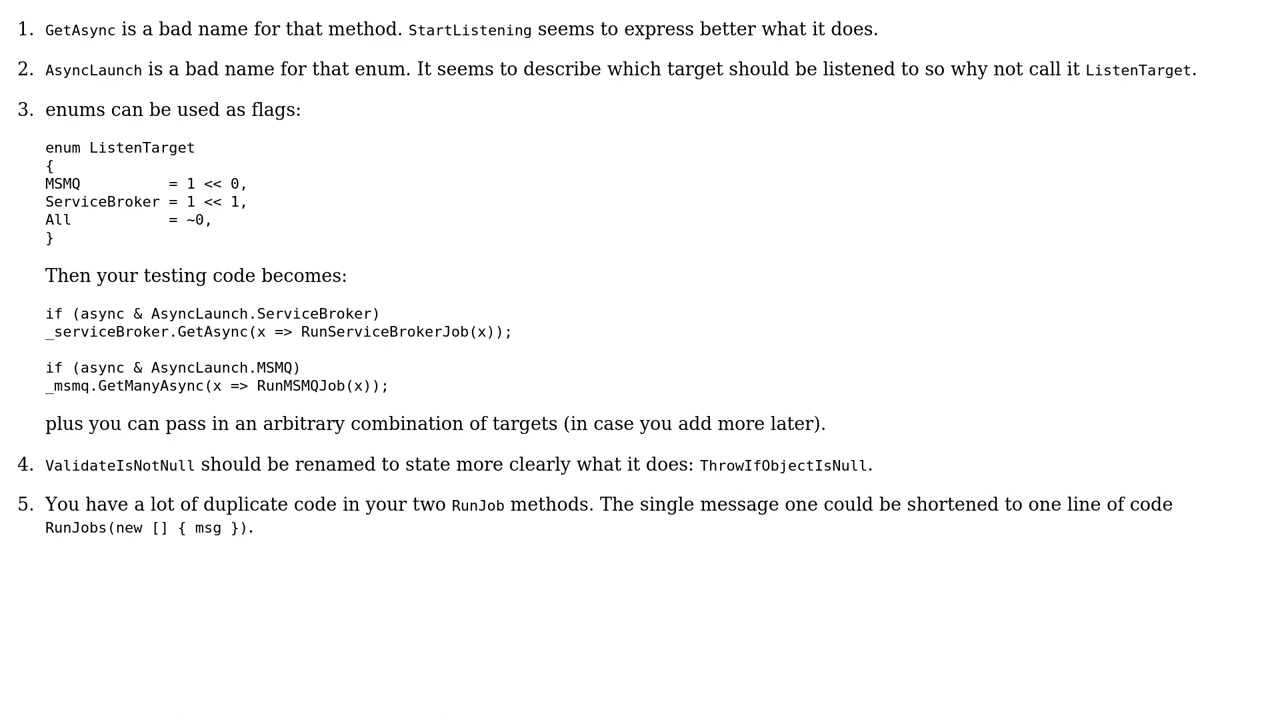 1. GetAsync is a bad name for that method. StartListening seems to express better what it does.
2. AsyncLaunch is a bad name for that enum. It seems to describe which target should be listened to so why not call it ListenTarget.
3. enums can be used as flags:
enum ListenTarget
{
MSMQ          = 1 << 0,
ServiceBroker = 1 << 1,
All           = ~0,
}
Then your testing code becomes:
if (async & AsyncLaunch.ServiceBroker)
_serviceBroker.GetAsync(x => RunServiceBrokerJob(x));
if (async & AsyncLaunch.MSMQ)
_msmq.GetManyAsync(x => RunMSMQJob(x));
plus you can pass in an arbitrary combination of targets (in case you add more later).
4. ValidateIsNotNull should be renamed to state more clearly what it does: ThrowIfObjectIsNull.
5. You have a lot of duplicate code in your two RunJob methods. The single message one could be shortened to one line of code
RunJobs(new [] { msg }).